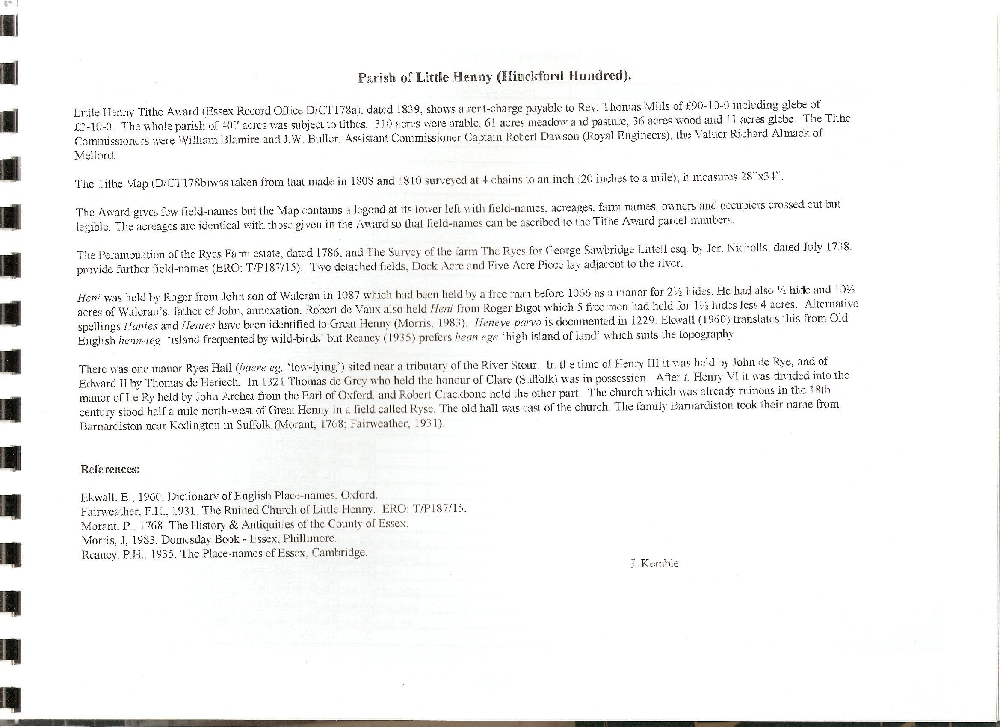 Parish of Little Henny (Hinckford Hundred).
Little Henny Tithe Award (Essex Record Office D/CT178a), dated 1839, shows a rent-charge payable to Rev. Thomas Mills of £90-10-0 including glebe of
£2-10-0. The whole parish of 407 acres was subject to tithes. 310 acres were arable, 61 acres meadow and pasture, 36 acres wood and 11 acres glebe. The Tithe
Commissioners were William Blamire and J.W. Buller, Assistant Commissioner Captain Robert Dawson (Royal Engineers), the Valuer Richard Almack of
Melford.
The Tithe Map (D/CT178b)was taken from that made in 1808 and 1810 surveyed at 4 chains to an inch (20 inches to a mile); it measures 28”x34”.
The Award gives few field-names but the Map contains a legend at its lower left with field-names, acreages, farm names, owners and occupiers crossed out but
legible. The acreages are identical with those given in the Award so that field-names can be ascribed to the Tithe Award parcel numbers.
The Perambuation of the Ryes Farm estate, dated 1786, and The Survey of the farm The Ryes for George Sawbridge Littell esq. by Jer. Nicholls, dated July 1738.
provide further field-names (ERO: T/P187/15). Two detached fields, Dock Acre and Five Acre Piece lay adjacent to the river.
Heni was held by Roger from John son of Waleran in 1087 which had been held by a free man before 1066 as a manor for 2½ hides. He had also ½ hide and 10½
acres of Waleran’s, father of John, annexation. Robert de Vaux also held Heni from Roger Bigot which 5 free men had held for 1½ hides less 4 acres. Alternative
spellings Hanies and Henies have been identified to Great Henny (Morris, 1983). Heneye parva is documented in 1229. Ekwall (1960) translates this from Old
English henn-ieg ‘island frequented by wild-birds’ but Reaney (1935) prefers hean ege ‘high island of land’ which suits the topography.
There was one manor Ryes Hall (þaere eg, ‘low-lying’) sited near a tributary of the River Stour. In the time of Henry III it was held by John de Rye, and of
Edward II by Thomas de Heriech. In 1321 Thomas de Grey who held the honour of Clare (Suffolk) was in possession. After t. Henry VI it was divided into the
manor of Le Ry held by John Archer from the Earl of Oxford, and Robert Crackbone held the other part. The church which was already ruinous in the 18th
century stood half a mile north-west of Great Henny in a field called Ryse. The old hall was east of the church. The family Barnardiston took their name from
Barnardiston near Kedington in Suffolk (Morant, 1768; Fairweather, 1931).
References:
Ekwall, E., 1960. Dictionary of English Place-names, Oxford.
Fairweather, F.H., 1931. The Ruined Church of Little Henny. ERO: T/P187/15.
Morant, P., 1768. The History & Antiquities of the County of Essex.
Morris, J, 1983. Domesday Book - Essex, Phillimore.
Reaney, P.H., 1935. The Place-names of Essex, Cambridge.
J. Kemble.